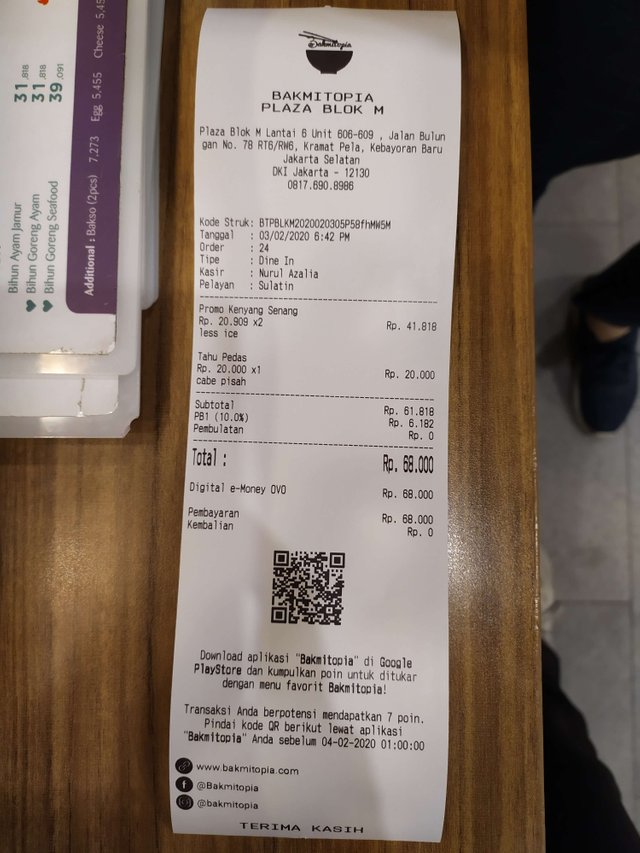 Bakmitopia
BAKMITOPIA
PLAZA BLOK M
Plaza Blok M Lantai 6 Unit 606-609 , Jalan Bulun
gan No. 78 RT6/RW6, Kramat Pela, Kebayoran Baru
Jakarta Selatan
DKI Jakarta - 12130
0817.690.8986
Kode Struk: BTPBLKM2020020305P58fhMW5M
Tanggal : 03/02/2020 6:42 PM
Order : 24
Tipe : Dine In
Kasir : Nurul Azalia
Pelayan : Sulatin
Promo Kenyang Senang
Rp. 20.909 x2 Rp. 41.818
less ice
Tahu Pedas
Rp. 20.000 x1 Rp. 20.000
cabe pisah
Subtotal Rp. 61.818
PB1 (10.0%) Rp. 6.182
Pembulatan Rp. 0
Total : Rp. 68.000
Digital e-Money OVO Rp. 68.000
Pembayaran Rp. 68.000
Kembalian Rp. 0
Download aplikasi "Bakmitopia" di Google
PlayStore dan kumpulkan poin untuk ditukar
dengan menu favorit Bakmitopia!
Transaksi Anda berpotensi mendapatkan 7 poin.
Pindai kode QR berikut lewat aplikasi
"Bakmitopia" Anda sebelum 04-02-2020 01:00:00
www.bakmitopia.com
@Bakmitopia
@bakmitopia
TERIMA KASIH
Bihun Ayam Jamur 31,818
Bihun Goreng Ayam 31,818
Bihun Goreng Seafood 39,091
Additional : Bakso (2pcs) 7.273 Egg 5.455 Cheese